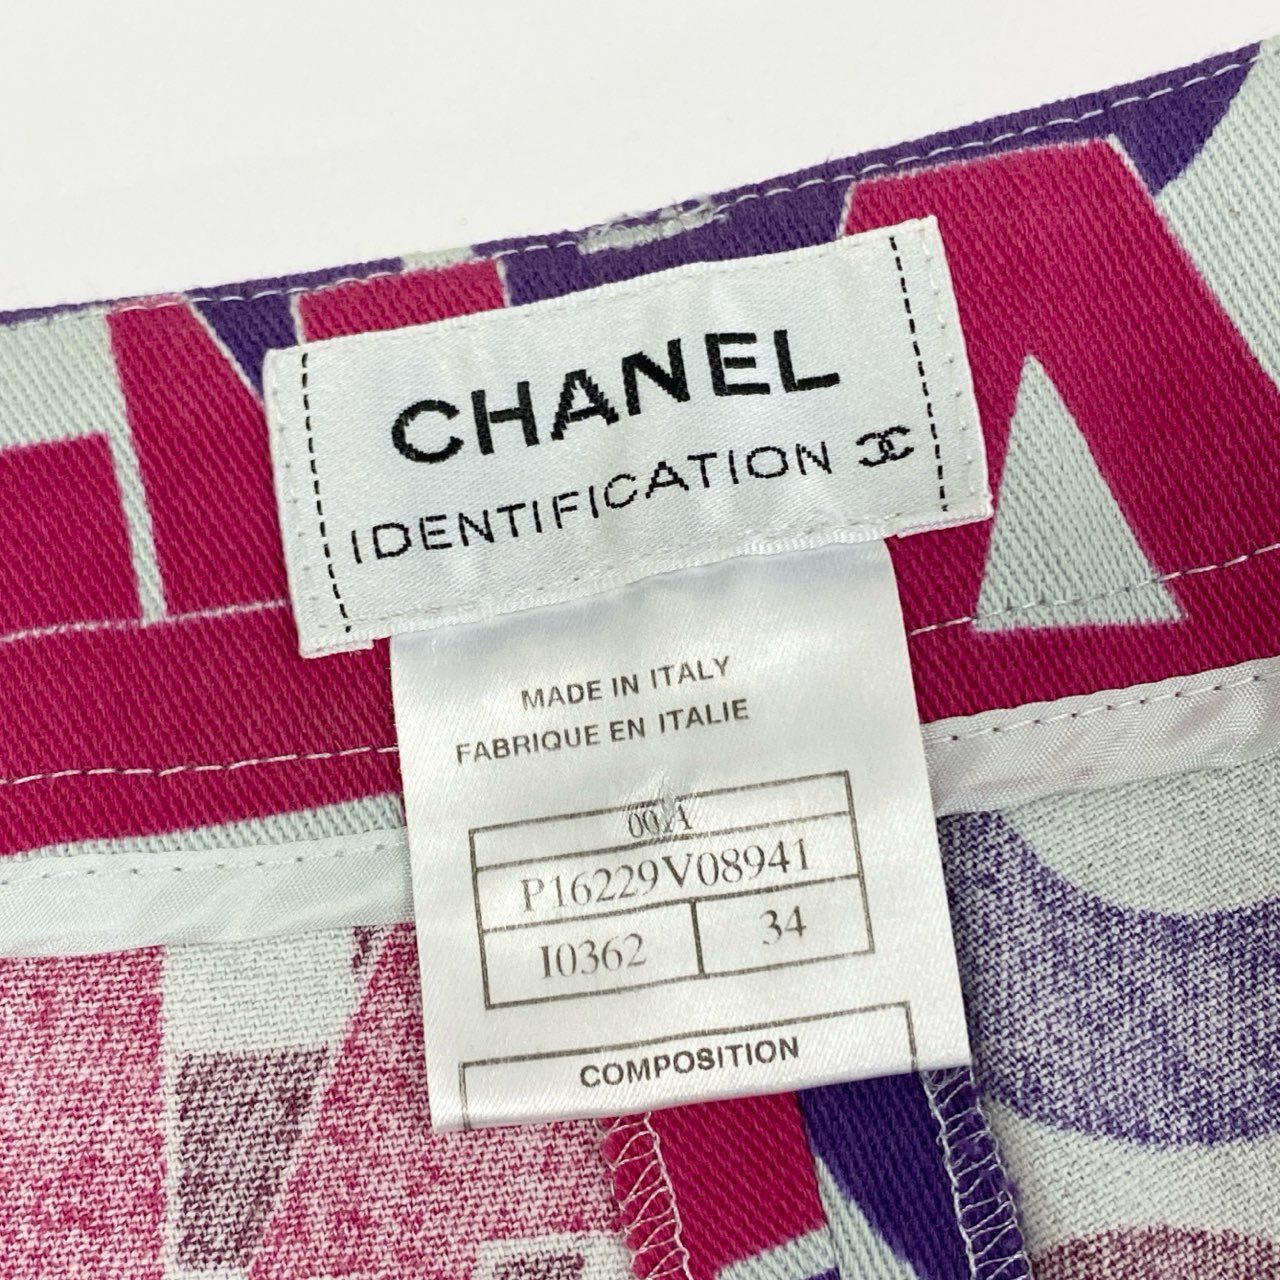 CHANEL
IDENTIFICATION
MADE IN ITALY
FABRIQUE EN ITALIE
00A
P16229V08941
I0362 34
COMPOSITION